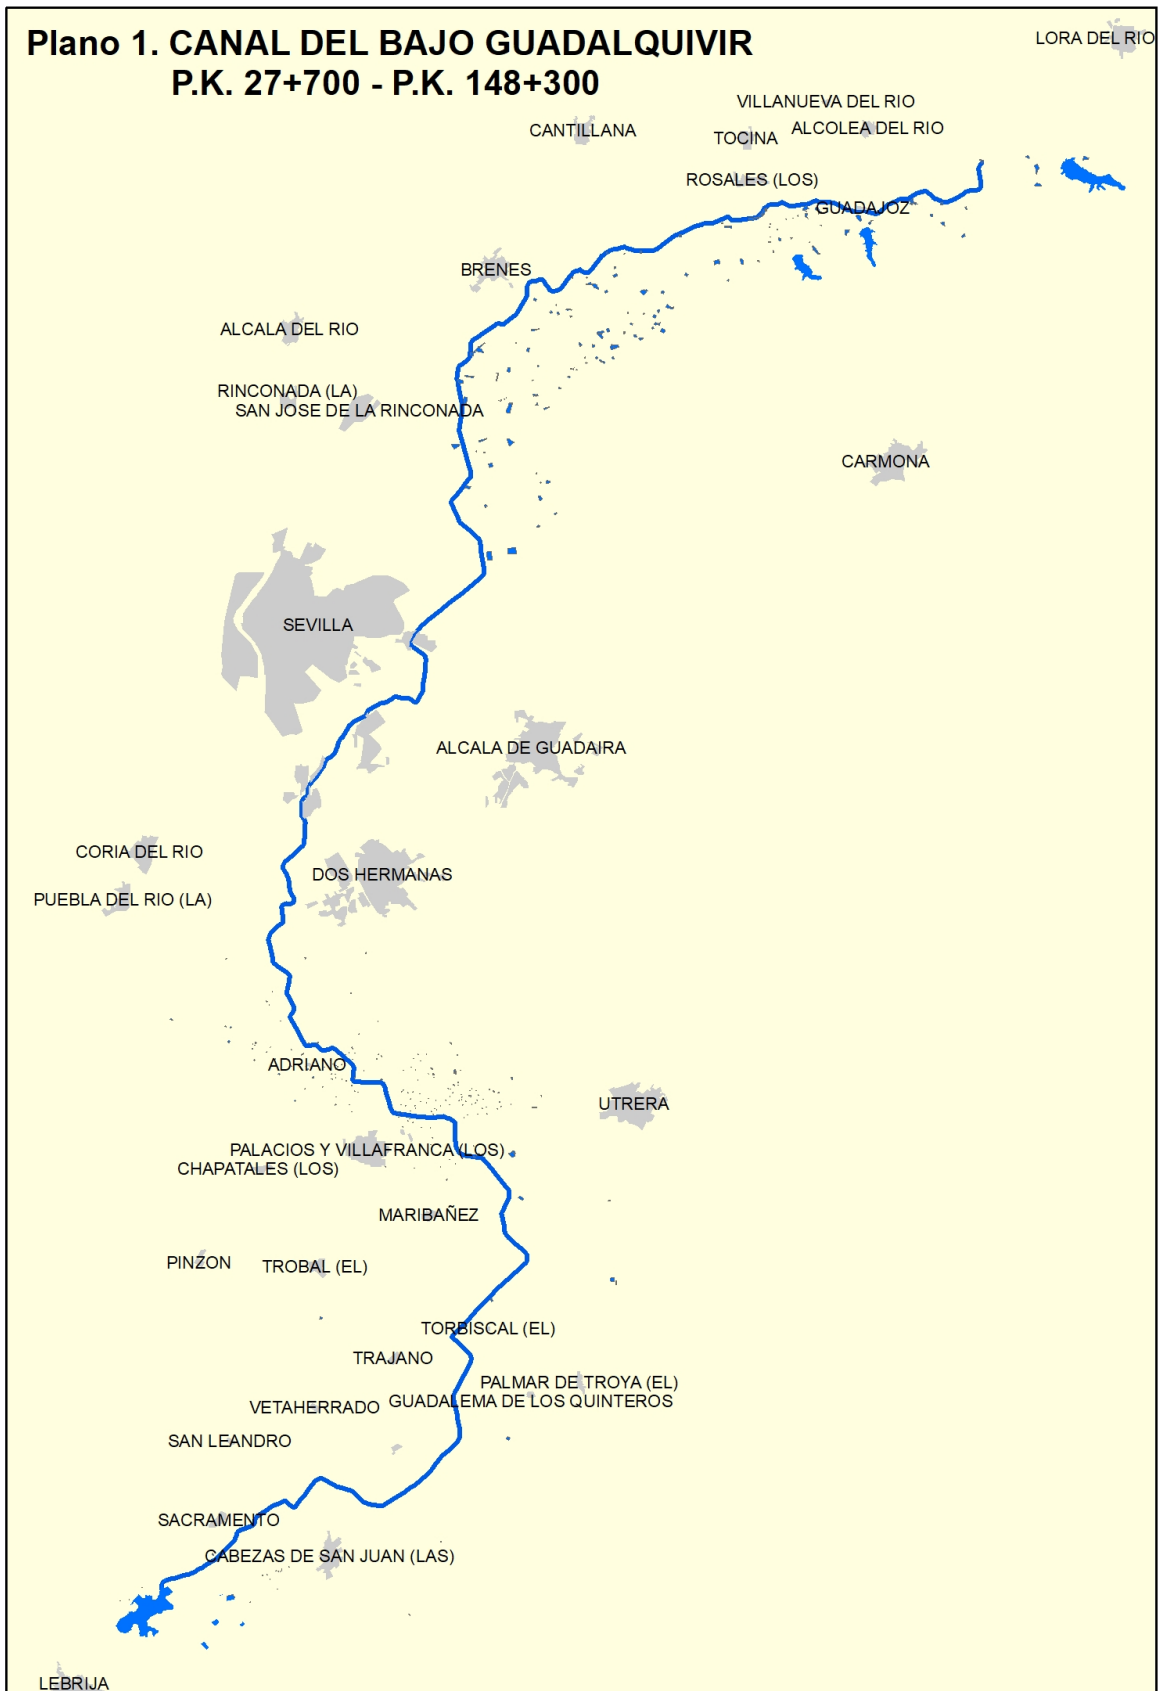 Plano 1. CANAL DEL BAJO GUADALQUIVIR
P.K. 27+700 - P.K. 148+300
LORA DEL RIO
VILLANUEVA DEL RIO
CANTILLANA
TOCINA
ALCOLEA DEL RIO
ROSALES (LOS)
GUADAJOZ
BRENES
ALCALA DEL RIO
RINCONADA (LA)
SAN JOSE DE LA RINCONADA
CARMONA
SEVILLA
ALCALA DE GUADAIRA
CORIA DEL RIO
DOS HERMANAS
PUEBLA DEL RIO (LA)
ADRIANO
UTRERA
PALACIOS Y VILLAFRANCA (LOS)
CHAPATALES (LOS)
MARIBAÑEZ
PINZON
TROBAL (EL)
TORBISCAL (EL)
TRAJANO
PALMAR DE TROYA (EL)
GUADALEMA DE LOS QUINTEROS
VETAHERRADO
SAN LEANDRO
SACRAMENTO
CABEZAS DE SAN JUAN (LAS)
LEBRIJA